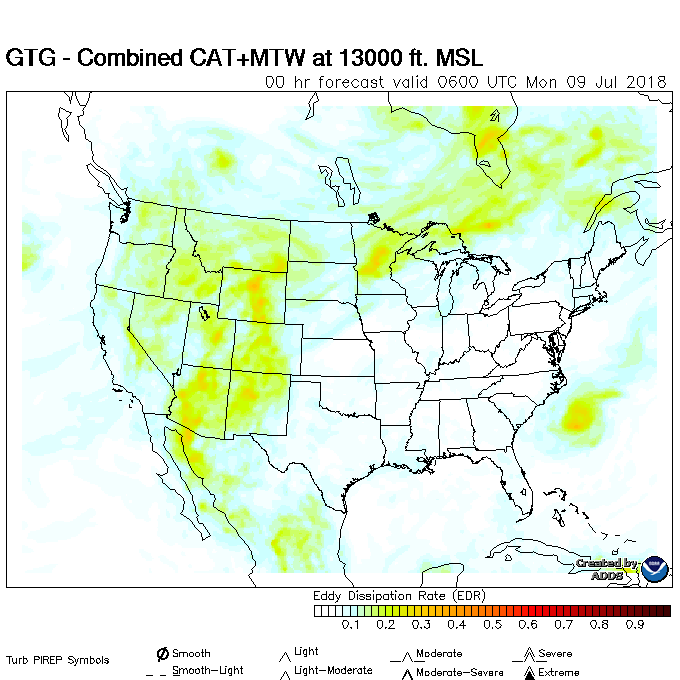 GTG - Combined CAT+MTW at 13000 ft. MSL
00 hr forecast valid 0600 UTC Mon 09 Jul 2018
Created by
ADDS
Eddy Dissipation Rate (EDR)
0.1 0.2 0.3 0.4 0.5 0.6 0.7 0.8 0.9
Turb PIREP Symbols
Smooth Light Moderate Severe
Smooth-Light Light-Moderate Moderate-Severe Extreme